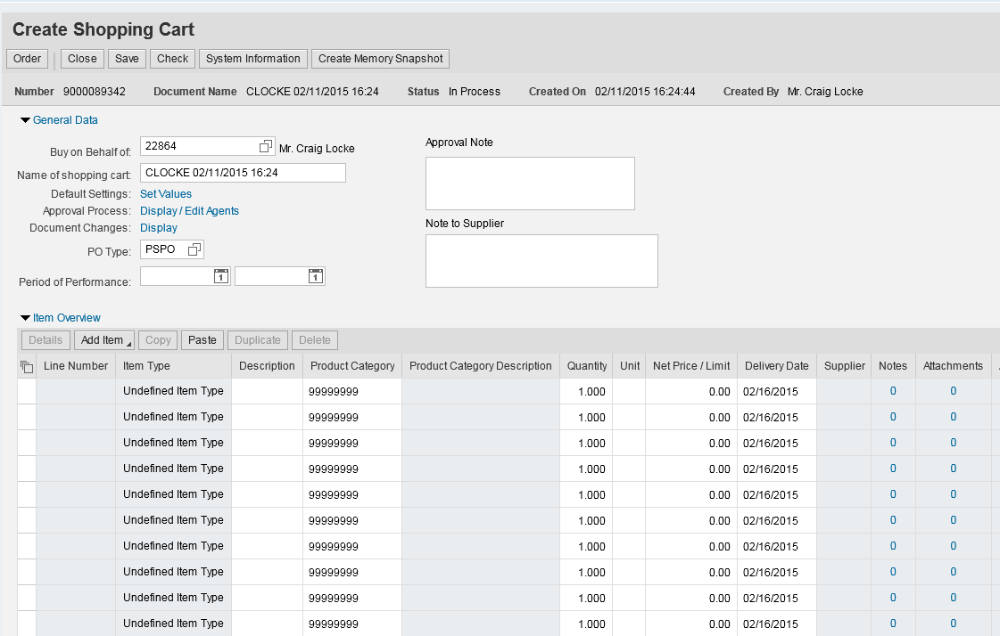 Create Shopping Cart
Order Close Save Check System Information Create Memory Snapshot
Number 9000089342 Document Name CLOCKE 02/11/2015 16:24 Status In Process Created On 02/11/2015 16:24:44 Created By Mr. Craig Locke
General Data
Buy on Behalf of: 22864 Mr. Craig Locke
Name of shopping cart: CLOCKE 02/11/2015 16:24
Default Settings: Set Values
Approval Process: Display / Edit Agents
Document Changes: Display
PO Type: PSPO
Period of Performance: 1 1
Approval Note
Note to Supplier
Item Overview
Details Add Item Copy Paste Duplicate Delete
Line Number Item Type Description Product Category Product Category Description Quantity Unit Net Price / Limit Delivery Date Supplier Notes Attachments
Undefined Item Type 99999999 1.000 0.00 02/16/2015 0 0
Undefined Item Type 99999999 1.000 0.00 02/16/2015 0 0
Undefined Item Type 99999999 1.000 0.00 02/16/2015 0 0
Undefined Item Type 99999999 1.000 0.00 02/16/2015 0 0
Undefined Item Type 99999999 1.000 0.00 02/16/2015 0 0
Undefined Item Type 99999999 1.000 0.00 02/16/2015 0 0
Undefined Item Type 99999999 1.000 0.00 02/16/2015 0 0
Undefined Item Type 99999999 1.000 0.00 02/16/2015 0 0
Undefined Item Type 99999999 1.000 0.00 02/16/2015 0 0
Undefined Item Type 99999999 1.000 0.00 02/16/2015 0 0